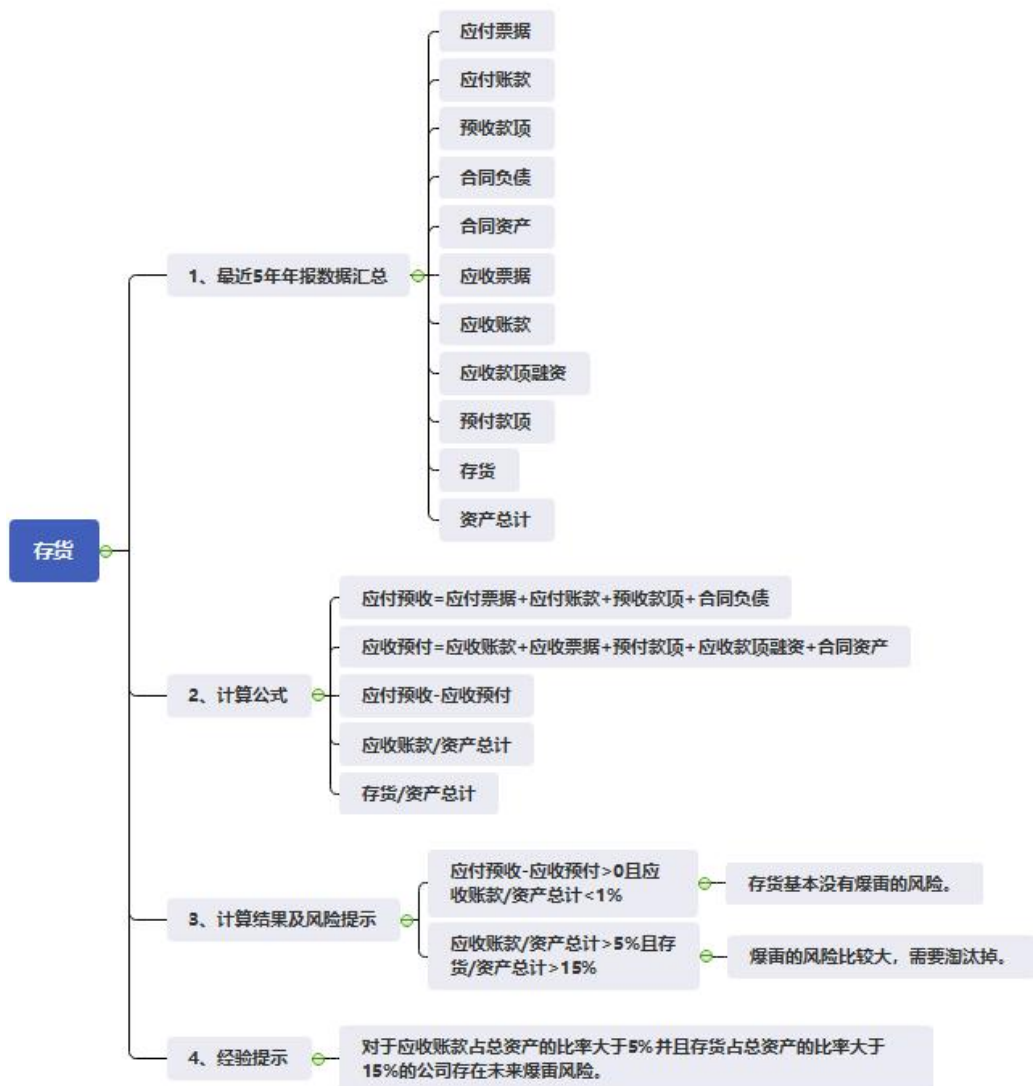 存货
1、最近5年年报数据汇总
应付票据
应付账款
预收款项
合同负债
合同资产
应收票据
应收账款
应收款项融资
预付款项
存货
资产总计
2、计算公式
应付预收=应付票据+应付账款+预收款项+合同负债
应收预付=应收账款+应收票据+预付款项+应收款项融资+合同资产
应付预收-应收预付
应收账款/资产总计
存货/资产总计
3、计算结果及风险提示
应付预收-应收预付>0且应
收账款/资产总计<1%
存货基本没有爆雷的风险。
应收账款/资产总计>5%且存
货/资产总计>15%
爆雷的风险比较大，需要淘汰掉。
4、经验提示
对于应收账款占总资产的比率大于5%并且存货占总资产的比率大于
15%的公司存在未来爆雷风险。